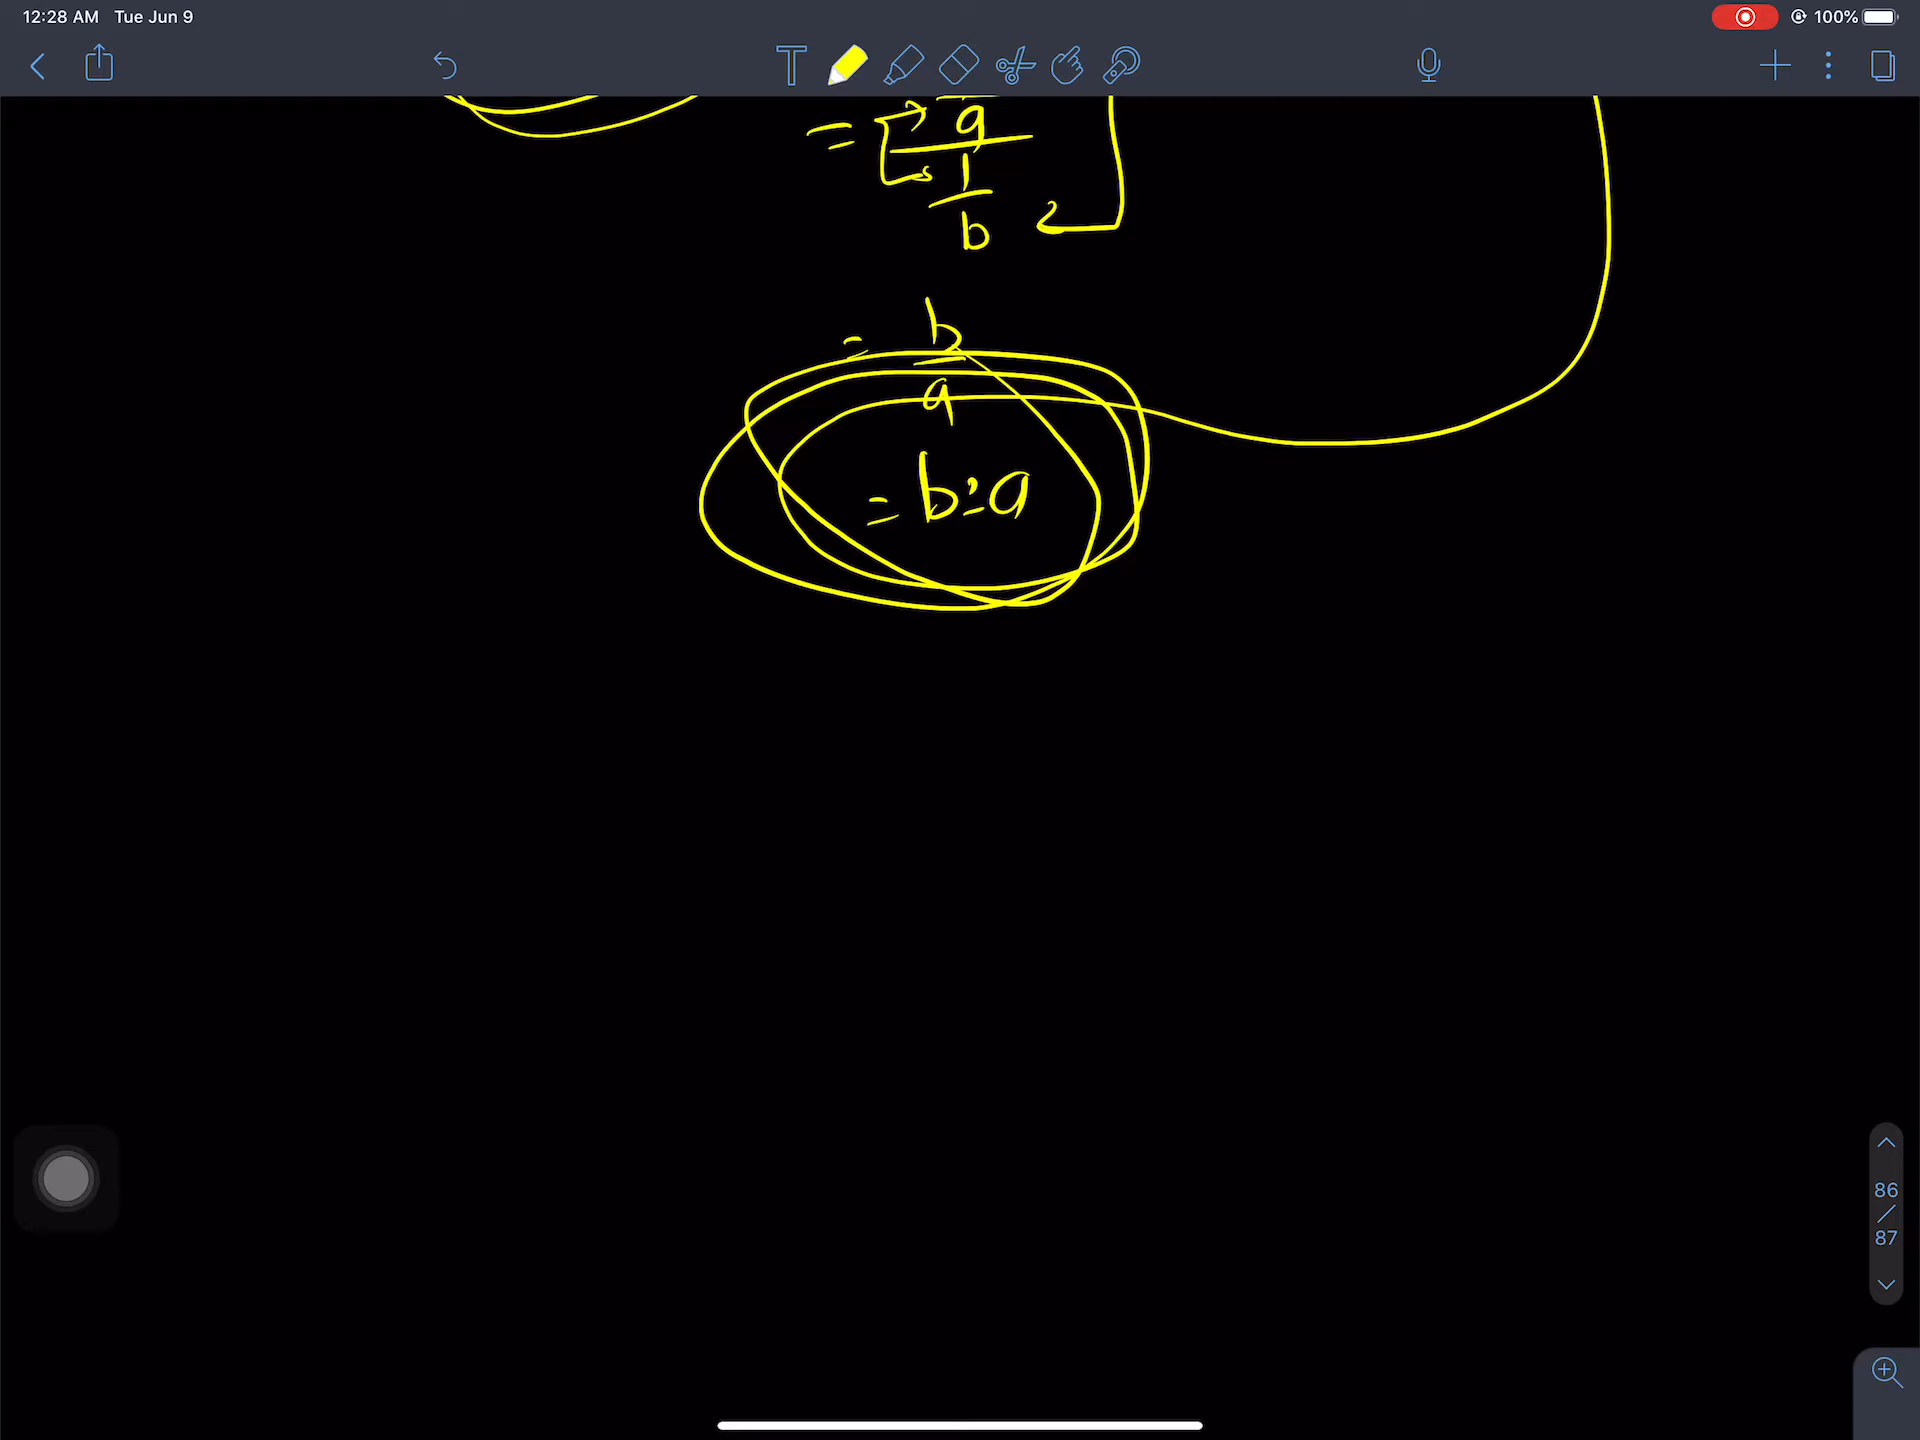 12:28 AM Tue Jun 9
100%
T
= a
1
b
= b
a
= b:a
86
/
87